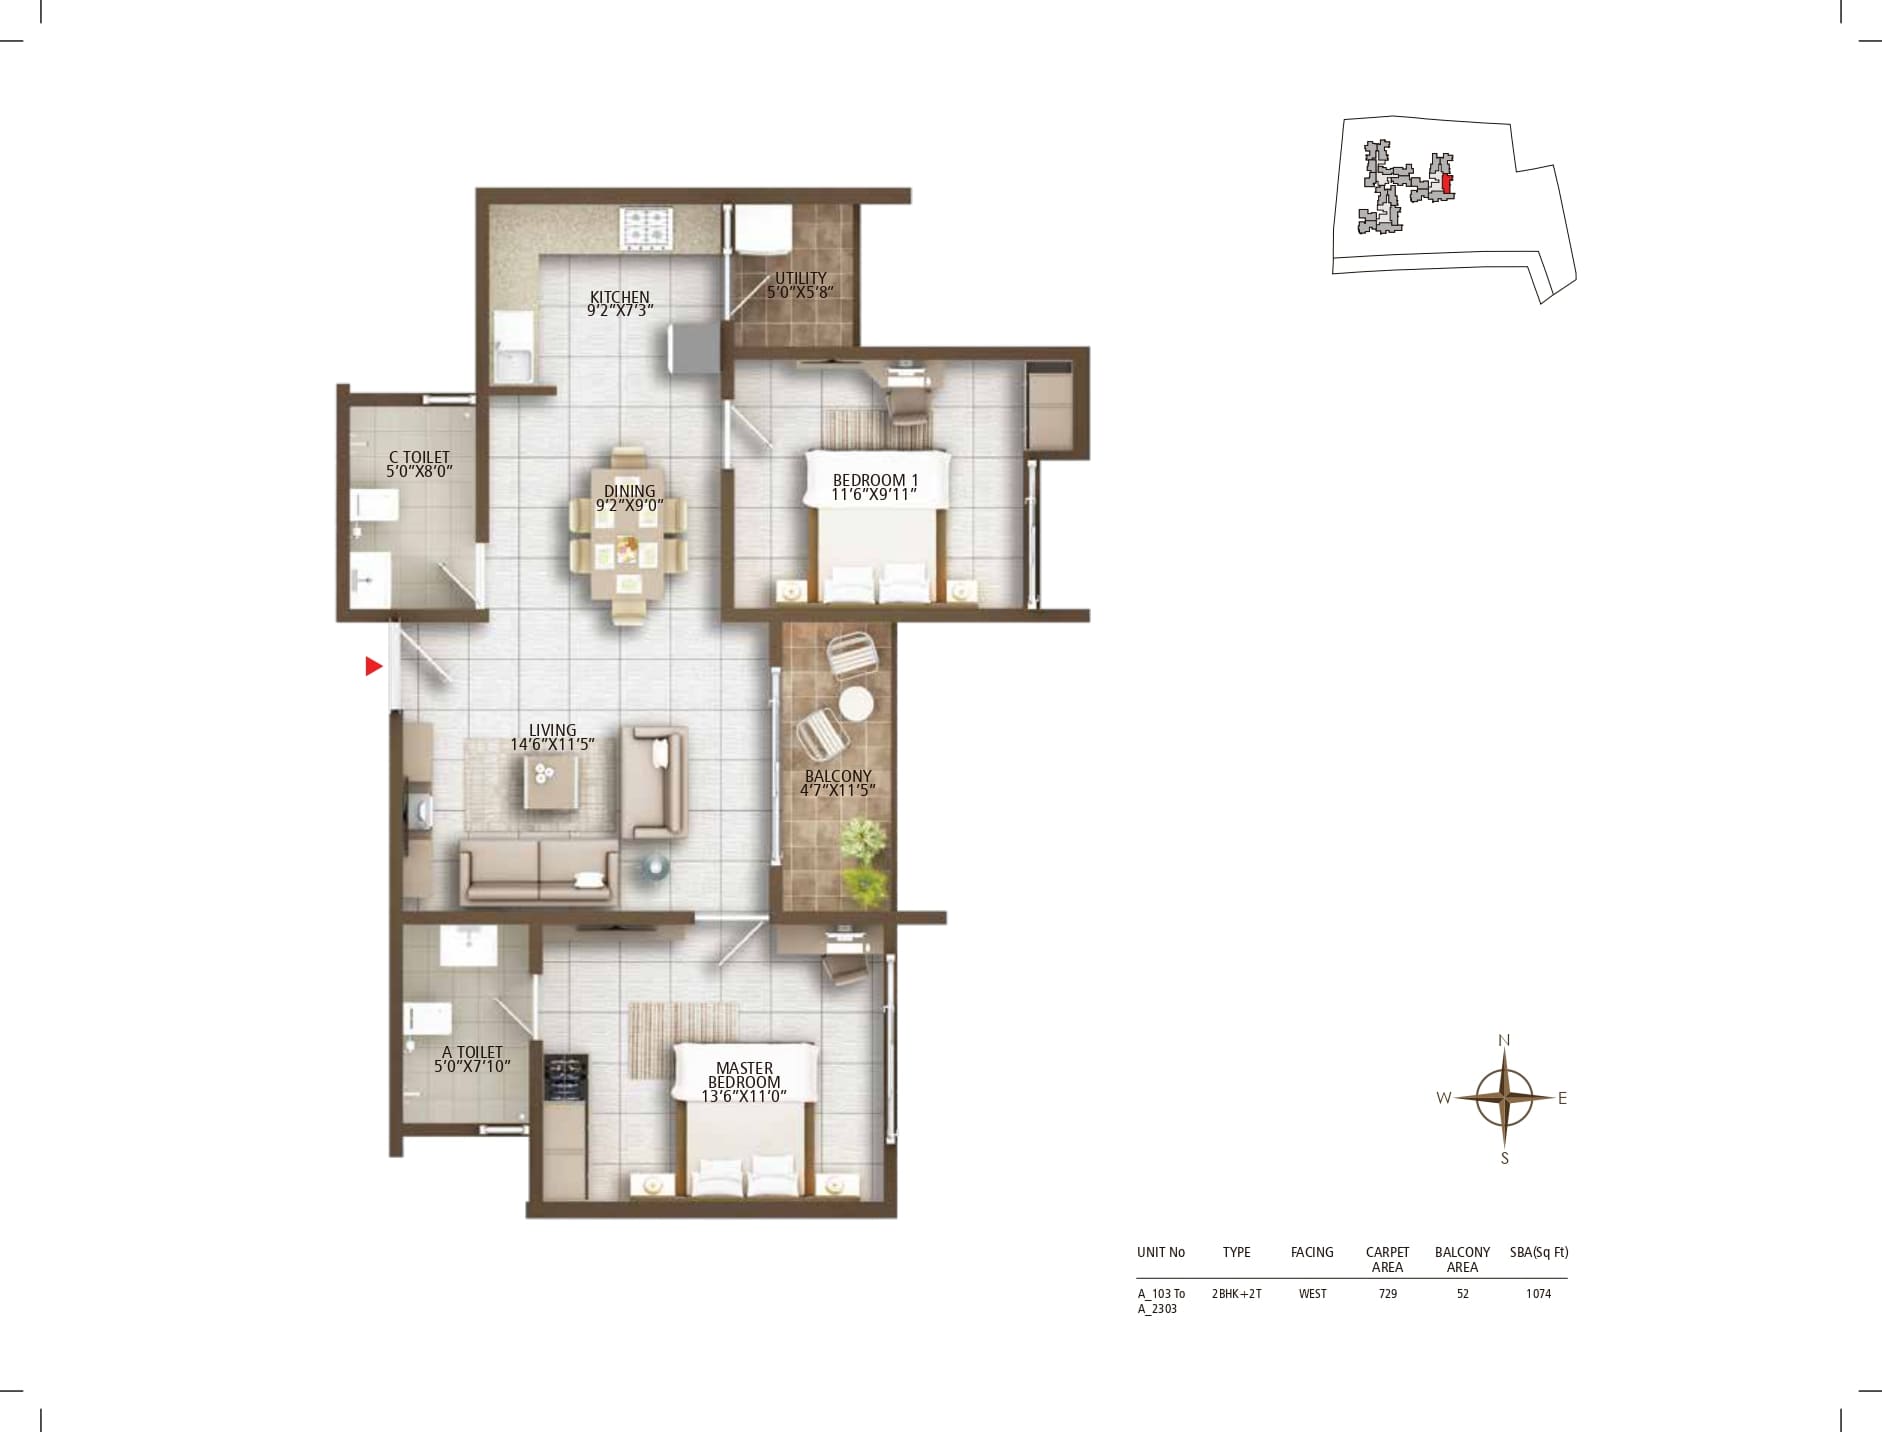 KITCHEN
9'2"X7'3"
UTILITY
5'0"X5'8"
C TOILET
5'0"X8'0"
DINING
9'2"X9'0"
BEDROOM 1
11'6"X9'11"
LIVING
14'6"X11'5"
BALCONY
4'7"X11'5"
A TOILET
5'0"X7'10"
MASTER
BEDROOM
13'6"X11'0"
N
W E
S
UNIT No TYPE FACING CARPET AREA BALCONY AREA SBA(Sq Ft)
A_103 To A_2303 2BHK+2T WEST 729 52 1074